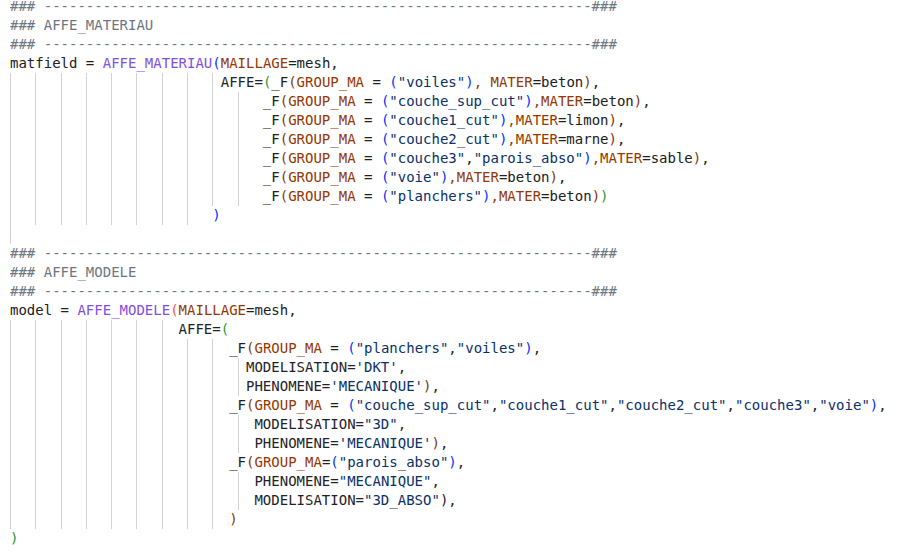 ### -----------------------------------------------------------------###
### AFFE_MATERIAU
### -----------------------------------------------------------------###
matfield = AFFE_MATERIAU(MAILLAGE=mesh,
                         AFFE=(_F(GROUP_MA = ("voiles"), MATER=beton),
                              _F(GROUP_MA = ("couche_sup_cut"),MATER=beton),
                              _F(GROUP_MA = ("couche1_cut"),MATER=limon),
                              _F(GROUP_MA = ("couche2_cut"),MATER=marne),
                              _F(GROUP_MA = ("couche3","parois_abso"),MATER=sable),
                              _F(GROUP_MA = ("voie"),MATER=beton),
                              _F(GROUP_MA = ("planchers"),MATER=beton))
                        )
### -----------------------------------------------------------------###
### AFFE_MODELE
### -----------------------------------------------------------------###
model = AFFE_MODELE(MAILLAGE=mesh,
                    AFFE=(
                          _F(GROUP_MA = ("planchers","voiles"),
                            MODELISATION='DKT',
                            PHENOMENE='MECANIQUE'),
                          _F(GROUP_MA = ("couche_sup_cut","couche1_cut","couche2_cut","couche3","voie"),
                             MODELISATION="3D",
                             PHENOMENE='MECANIQUE'),
                          _F(GROUP_MA=("parois_abso"),
                             PHENOMENE="MECANIQUE",
                             MODELISATION="3D_ABSO"),
                          )
)